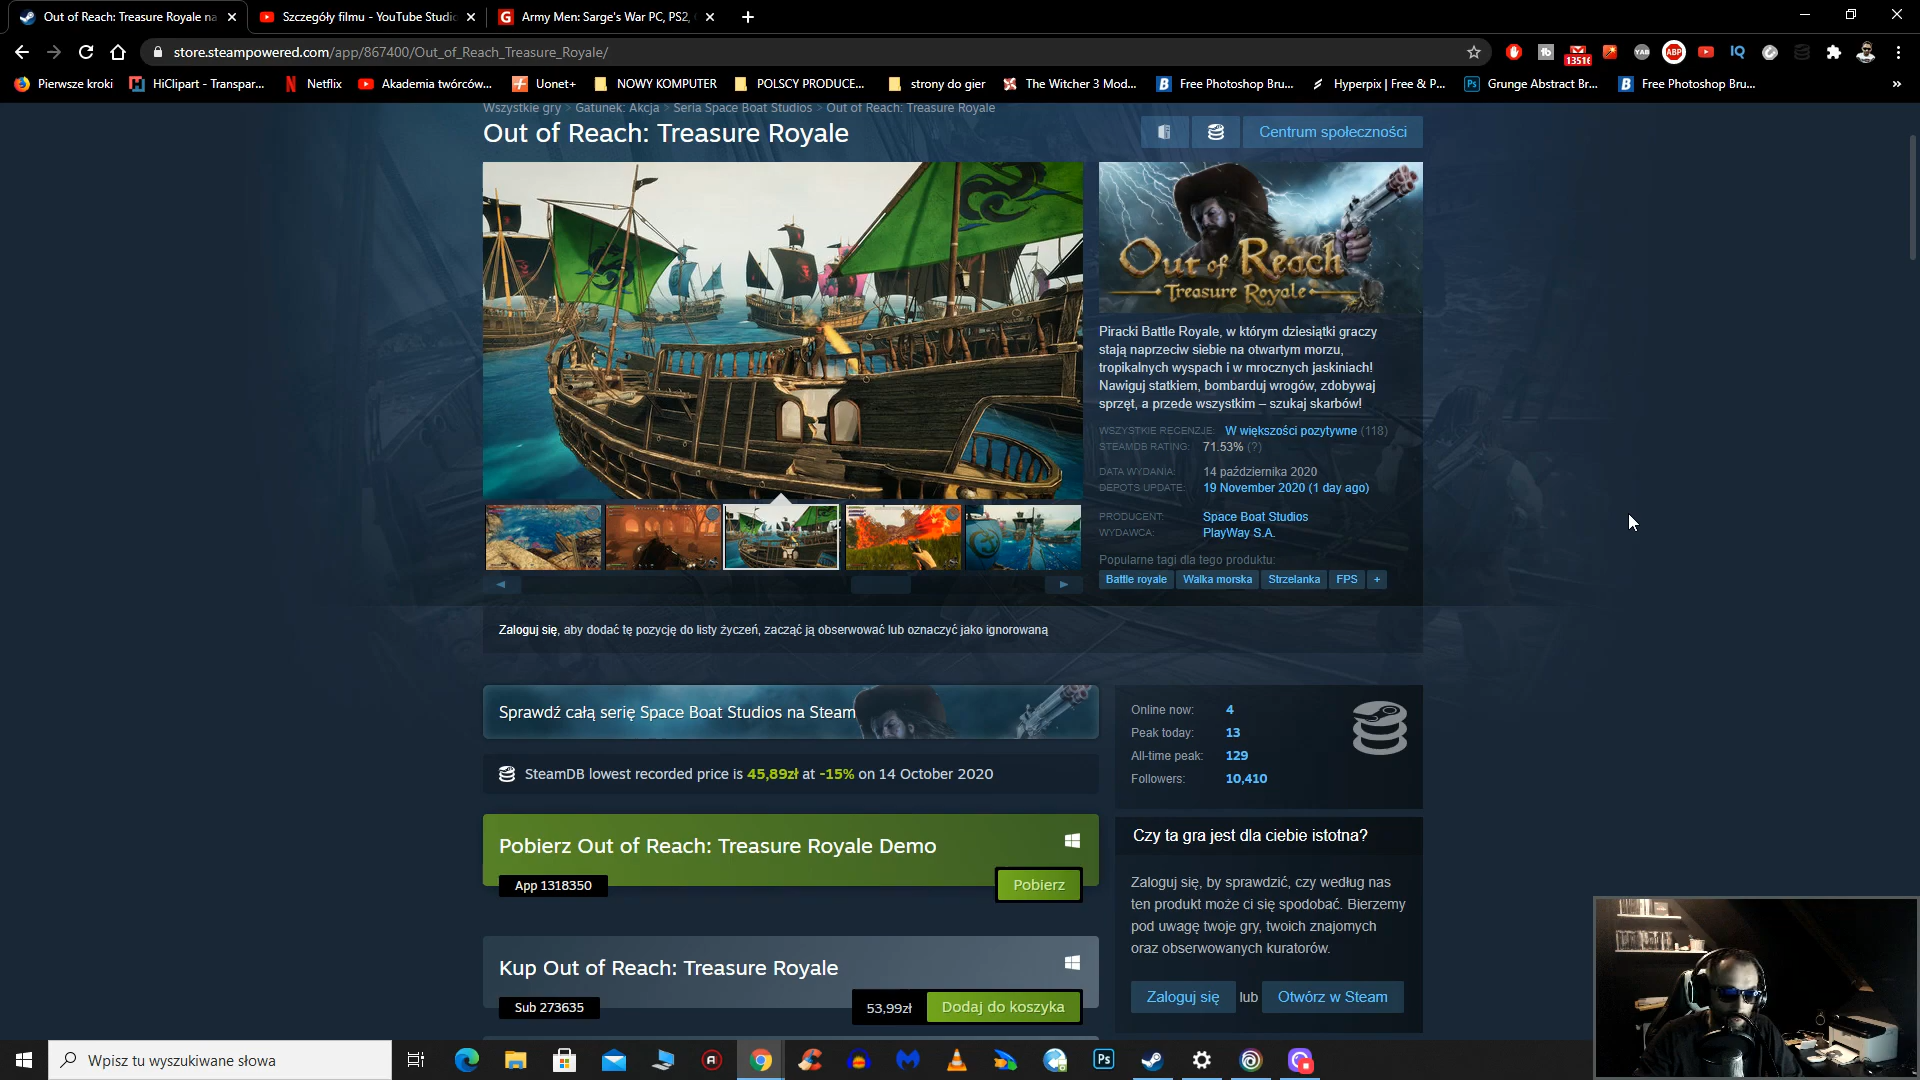 Out of Reach: Treasure Royale na
Szczegóły filmu - YouTube Studio
Army Men: Sarge's War PC, PS2,
store.steampowered.com/app/867400/Out_of_Reach_Treasure_Royale/
13516
ABP
IQ
Pierwsze kroki
HiClipart - Transpar...
Netflix
Akademia twórców...
Uonet+
NOWY KOMPUTER
POLSCY PRODUCE...
strony do gier
The Witcher 3 Mod...
Free Photoshop Bru...
Hyperpix | Free & P...
Grunge Abstract Br...
Free Photoshop Bru...
Wszystkie gry > Gatunek: Akcja > Seria Space Boat Studios > Out of Reach: Treasure Royale
Out of Reach: Treasure Royale
Centrum społeczności
Out of Reach
Treasure Royale
Piracki Battle Royale, w którym dziesiątki graczy
stają naprzeciw siebie na otwartym morzu,
tropikalnych wyspach i w mrocznych jaskiniach!
Nawiguj statkiem, bombarduj wrogów, zdobywaj
sprzęt, a przede wszystkim – szukaj skarbów!
WSZYSTKIE RECENZJE: W większości pozytywne (118)
STEAMDB RATING: 71.53% (?)
DATA WYDANIA: 14 października 2020
DEPOTS UPDATE: 19 November 2020 (1 day ago)
PRODUCENT: Space Boat Studios
WYDAWCA: PlayWay S.A.
Popularne tagi dla tego produktu:
Battle royale Walka morska Strzelanka FPS +
Zaloguj się, aby dodać tę pozycję do listy życzeń, zacząć ją obserwować lub oznaczyć jako ignorowaną
Sprawdź całą serię Space Boat Studios na Steam
SteamDB lowest recorded price is 45,89zł at -15% on 14 October 2020
Online now: 4
Peak today: 13
All-time peak: 129
Followers: 10,410
Pobierz Out of Reach: Treasure Royale Demo
App 1318350
Pobierz
Kup Out of Reach: Treasure Royale
Sub 273635
53,99zł
Dodaj do koszyka
Czy ta gra jest dla ciebie istotna?
Zaloguj się, by sprawdzić, czy według nas
ten produkt może ci się spodobać. Bierzemy
pod uwagę twoje gry, twoich znajomych
oraz obserwowanych kuratorów.
Zaloguj się lub Otwórz w Steam
Wpisz tu wyszukiwane słowa